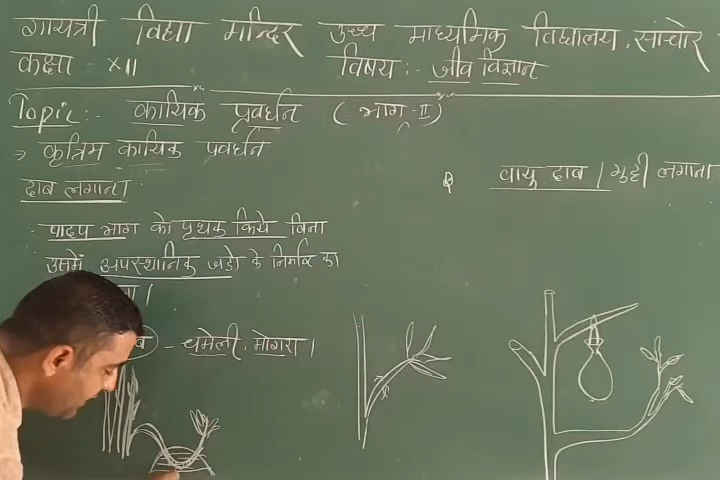 गायत्री विद्या मन्दिर उच्च माध्यमिक विद्यालय, सांचोर
कक्षा - XII विषय:- जीव विज्ञान
Topic:- कायिक प्रवर्धन (भाग-II)
⇒ कृत्रिम कायिक प्रवर्धन
दाब लगाना:
- पादप भाग को पृथक किये बिना
उसमें अपस्थानिक जड़ो के निर्माण का
- चमेली, मोगरा।
वायु दाब / गुट्टी लगाना